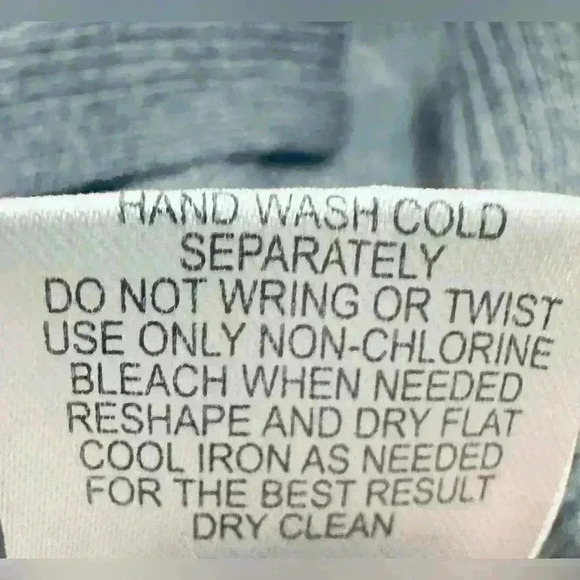 HAND WASH COLD
SEPARATELY
DO NOT WRING OR TWIST
USE ONLY NON-CHLORINE
BLEACH WHEN NEEDED
RESHAPE AND DRY FLAT
COOL IRON AS NEEDED
FOR THE BEST RESULT
DRY CLEAN